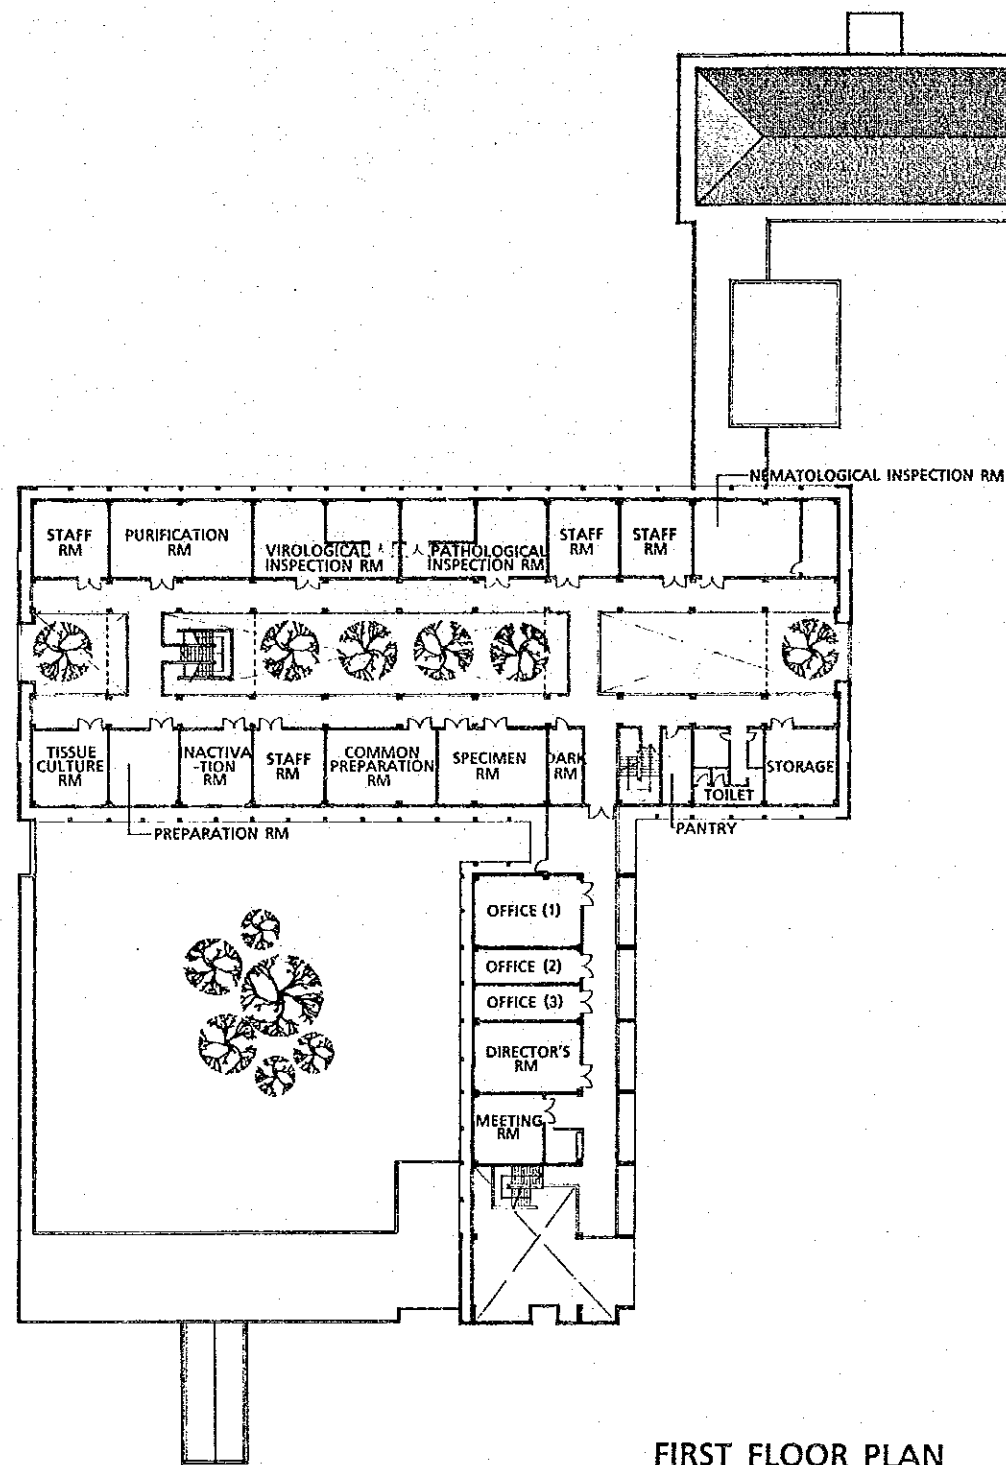 NEMATOLOGICAL INSPECTION RM
STAFF
RM
PURIFICATION
RM
VIROLOGICAL
INSPECTION RM
PATHOLOGICAL
INSPECTION RM
STAFF
RM
STAFF
RM
TISSUE
CULTURE
RM
INACTIVA
-TION
RM
STAFF
RM
COMMON
PREPARATION
RM
SPECIMEN
RM
DARK
RM
TOILET
STORAGE
PREPARATION RM
PANTRY
OFFICE (1)
OFFICE (2)
OFFICE (3)
DIRECTOR'S
RM
MEETING
RM
FIRST FLOOR PLAN